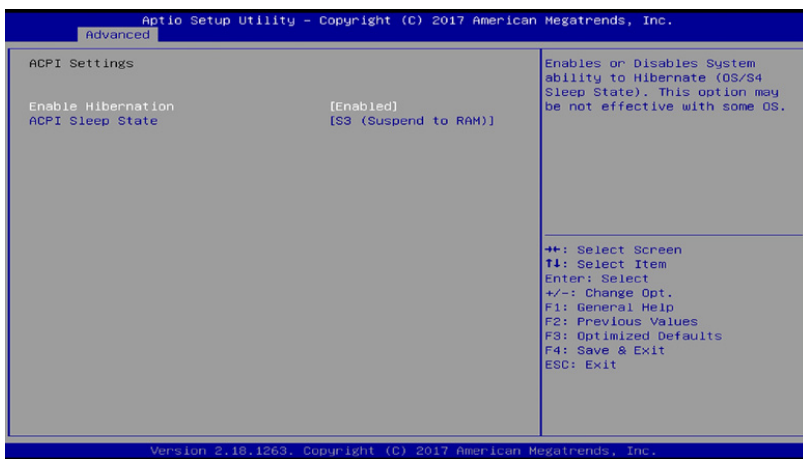 Aptio Setup Utility – Copyright (C) 2017 American Megatrends, Inc.
Advanced
ACPI Settings
Enable Hibernation [Enabled]
ACPI Sleep State [S3 (Suspend to RAM)]
Enables or Disables System
ability to Hibernate (OS/S4
Sleep State). This option may
be not effective with some OS.
→←: Select Screen
↑↓: Select Item
Enter: Select
+/-: Change Opt.
F1: General Help
F2: Previous Values
F3: Optimized Defaults
F4: Save & Exit
ESC: Exit
Version 2.18.1263. Copyright (C) 2017 American Megatrends, Inc.